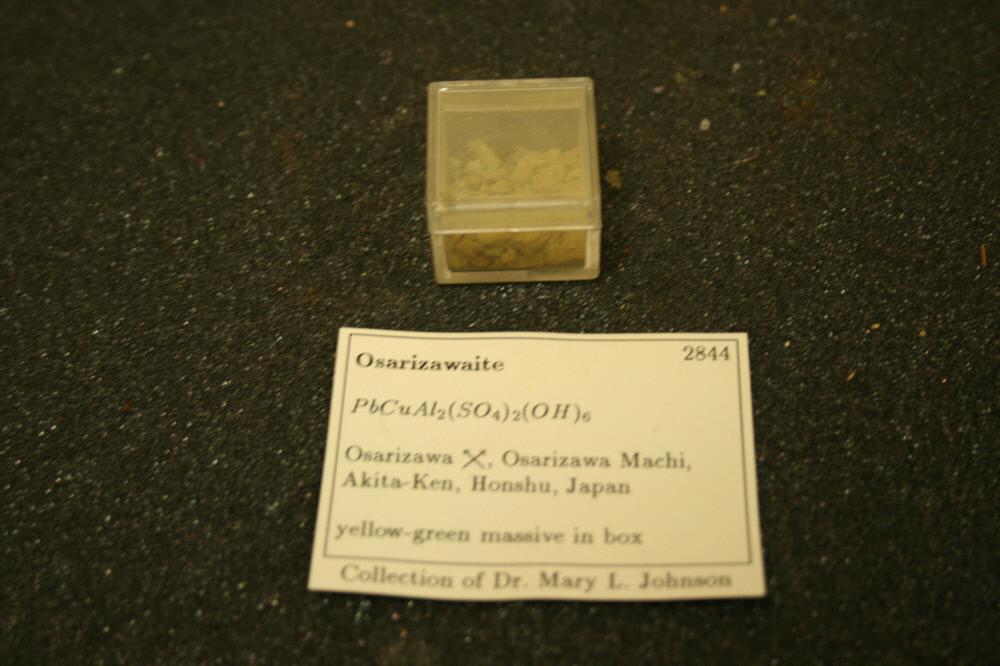 Osarizawaite 2844
PbCuAl₂(SO₄)₂(OH)₆
Osarizawa ⚒, Osarizawa Machi,
Akita-Ken, Honshu, Japan
yellow-green massive in box
Collection of Dr. Mary L. Johnson